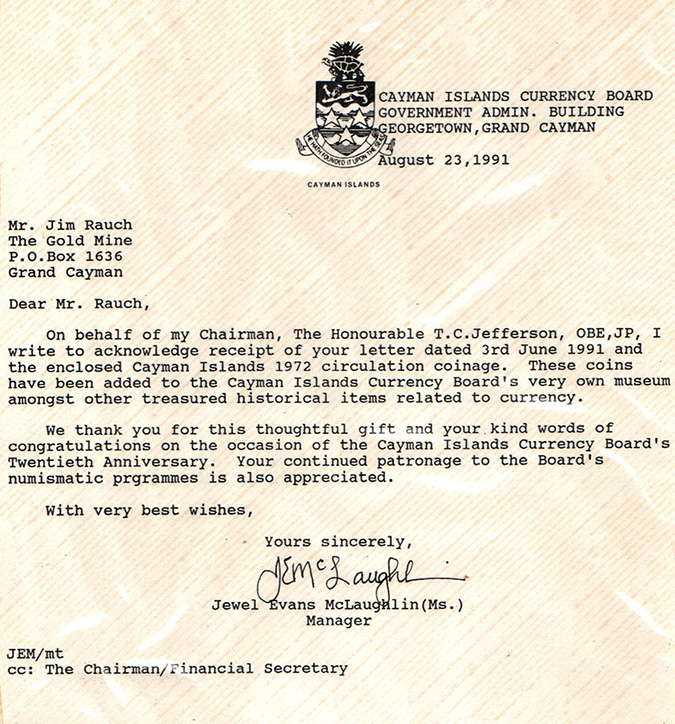 CAYMAN ISLANDS CURRENCY BOARD
GOVERNMENT ADMIN. BUILDING
GEORGETOWN,GRAND CAYMAN
HE HATH FOUNDED IT UPON THE SEAS
August 23,1991
CAYMAN ISLANDS
Mr. Jim Rauch
The Gold Mine
P.O.Box 1636
Grand Cayman
Dear Mr. Rauch,
On behalf of my Chairman, The Honourable T.C.Jefferson, OBE,JP, I
write to acknowledge receipt of your letter dated 3rd June 1991 and
the enclosed Cayman Islands 1972 circulation coinage. These coins
have been added to the Cayman Islands Currency Board's very own museum
amongst other treasured historical items related to currency.
We thank you for this thoughtful gift and your kind words of
congratulations on the occasion of the Cayman Islands Currency Board's
Twentieth Anniversary. Your continued patronage to the Board's
numismatic prgrammes is also appreciated.
With very best wishes,
Yours sincerely,
JEMcLaughlin
Jewel Evans McLaughlin(Ms.)
Manager
JEM/mt
cc: The Chairman/Financial Secretary